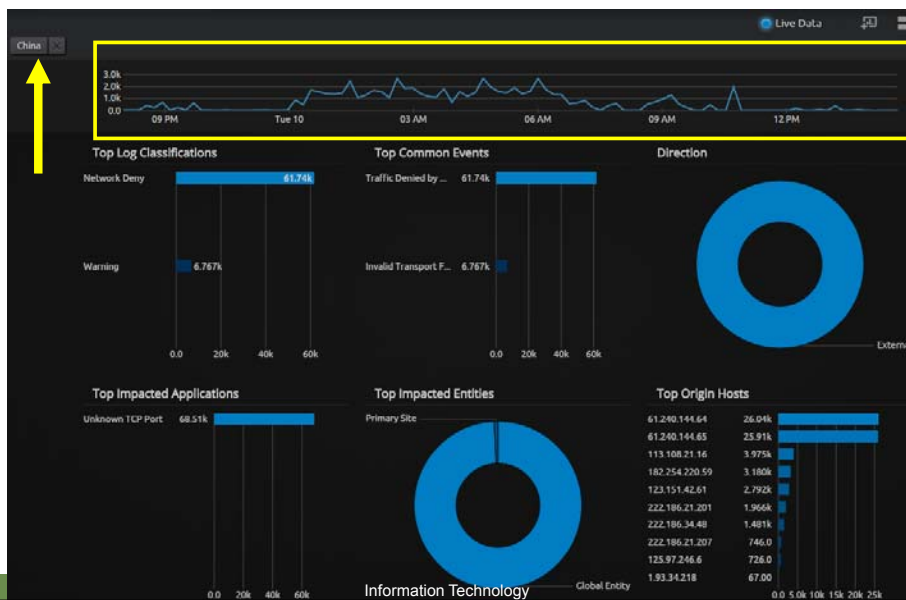 Live Data
China
3.0k
2.0k
1.0k
0.0
09 PM Tue 10 03 AM 06 AM 09 AM 12 PM
Top Log Classifications
Network Deny 61.74k
Warning 6.767k
0.0 20k 40k 60k
Top Common Events
Traffic Denied by ... 61.74k
Invalid Transport F... 6.767k
0.0 20k 40k 60k
Direction
Extern
Top Impacted Applications
Unknown TCP Port 68.51k
0.0 20k 40k 60k
Top Impacted Entities
Primary Site
Global Entity
Top Origin Hosts
61.240.144.64 26.04k
61.240.144.65 25.91k
113.108.21.16 3.975k
182.254.220.59 3.180k
123.151.42.61 2.792k
222.186.21.201 1.966k
222.186.34.48 1.481k
222.186.21.207 746.0
125.97.246.6 726.0
1.93.34.218 67.00
0.0 5.0k 10k 15k 20k 25k
Information Technology